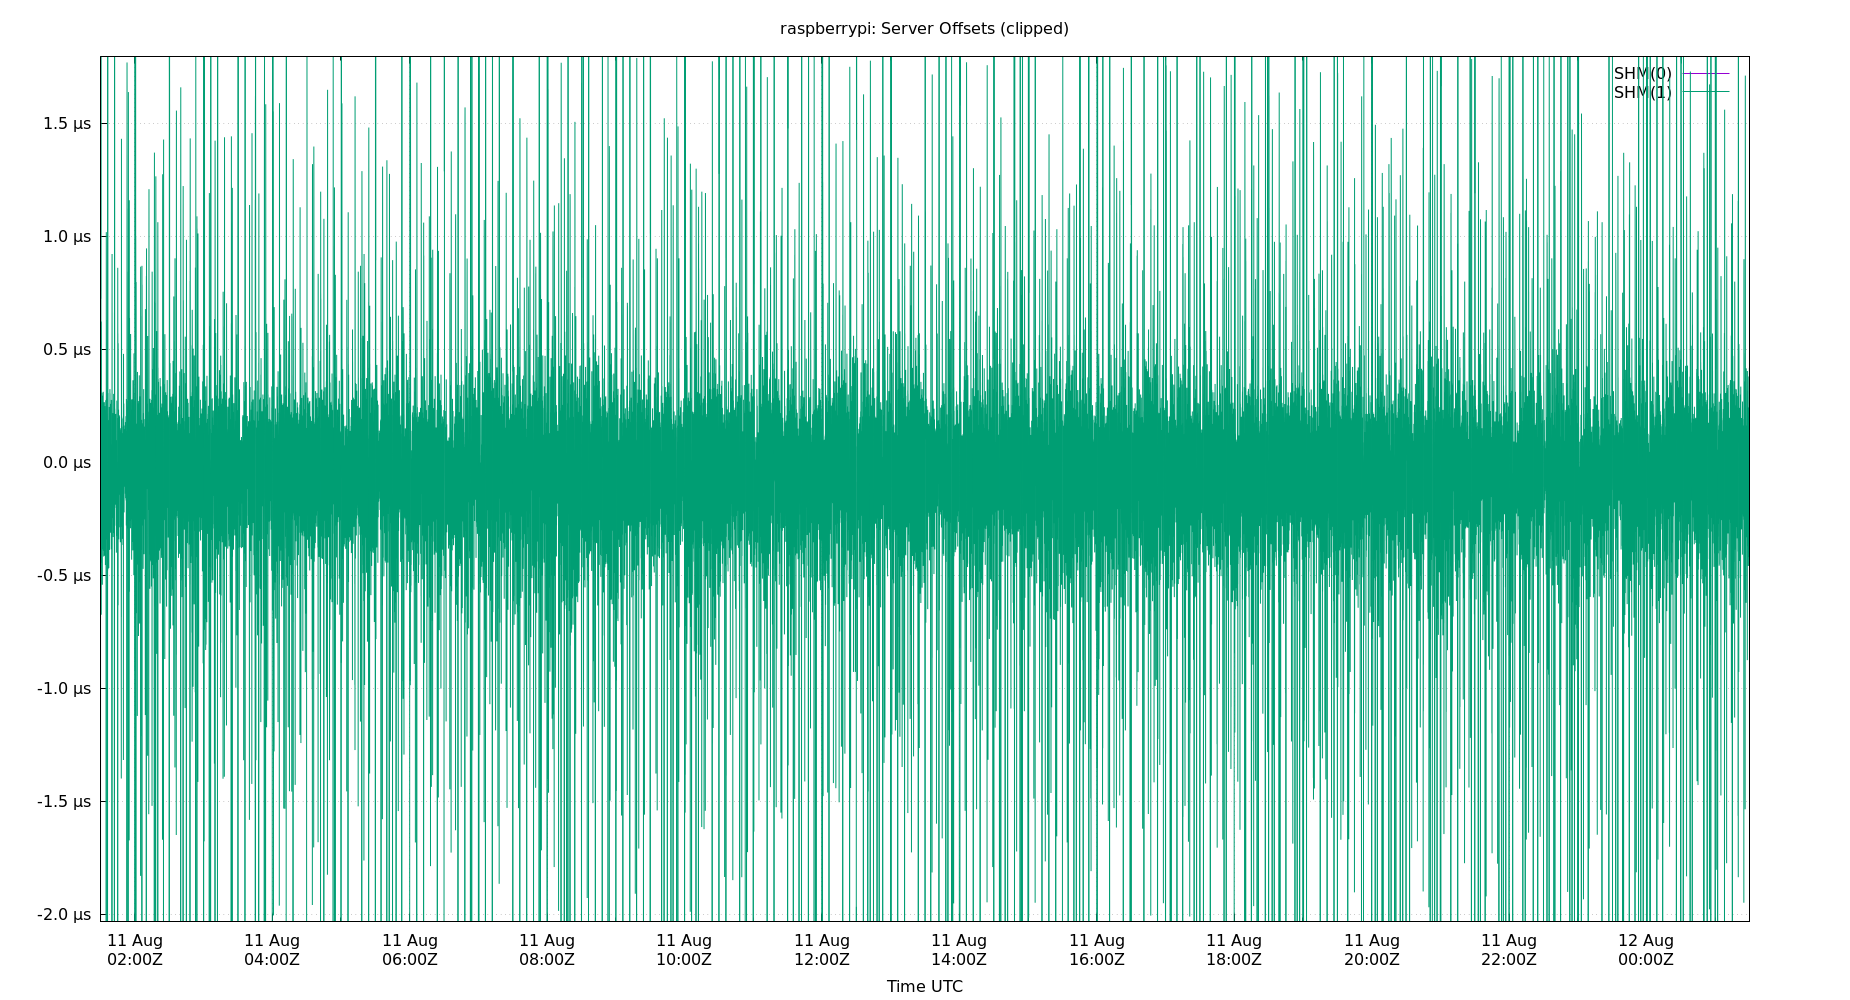 raspberrypi: Server Offsets (clipped)
SHM(0)
SHM(1)
1.5 µs
1.0 µs
0.5 µs
0.0 µs
-0.5 µs
-1.0 µs
-1.5 µs
-2.0 µs
11 Aug 11 Aug 11 Aug 11 Aug 11 Aug 11 Aug 11 Aug 11 Aug 11 Aug 11 Aug 11 Aug 12 Aug
02:00Z 04:00Z 06:00Z 08:00Z 10:00Z 12:00Z 14:00Z 16:00Z 18:00Z 20:00Z 22:00Z 00:00Z
Time UTC